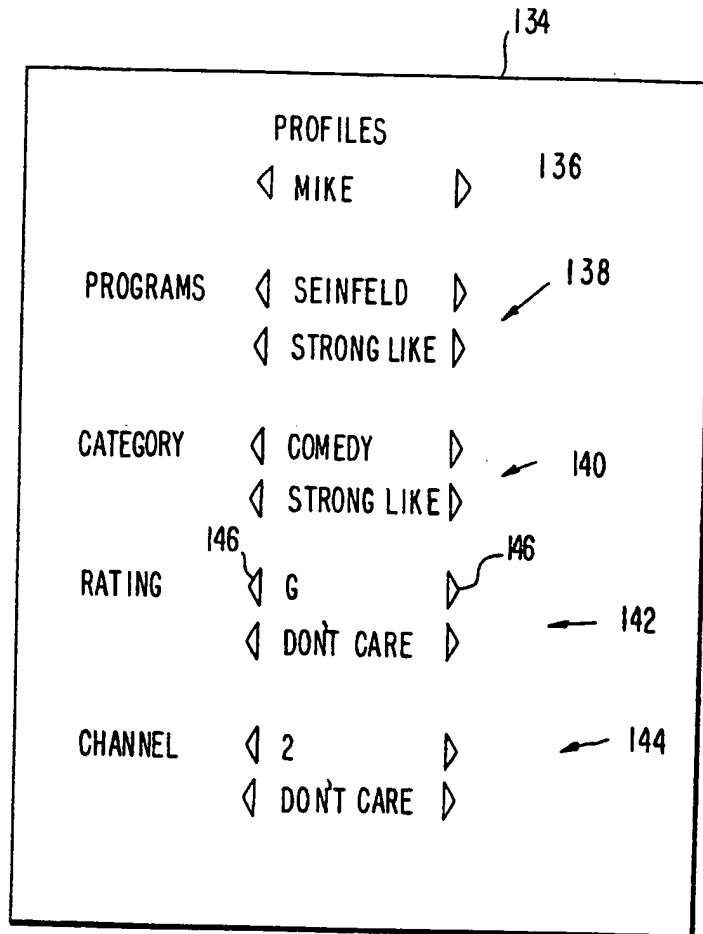 134
PROFILES
MIKE 136
PROGRAMS SEINFELD 138
STRONG LIKE
CATEGORY COMEDY 140
STRONG LIKE
146 146
RATING G
DON'T CARE 142
CHANNEL 2 144
DON'T CARE